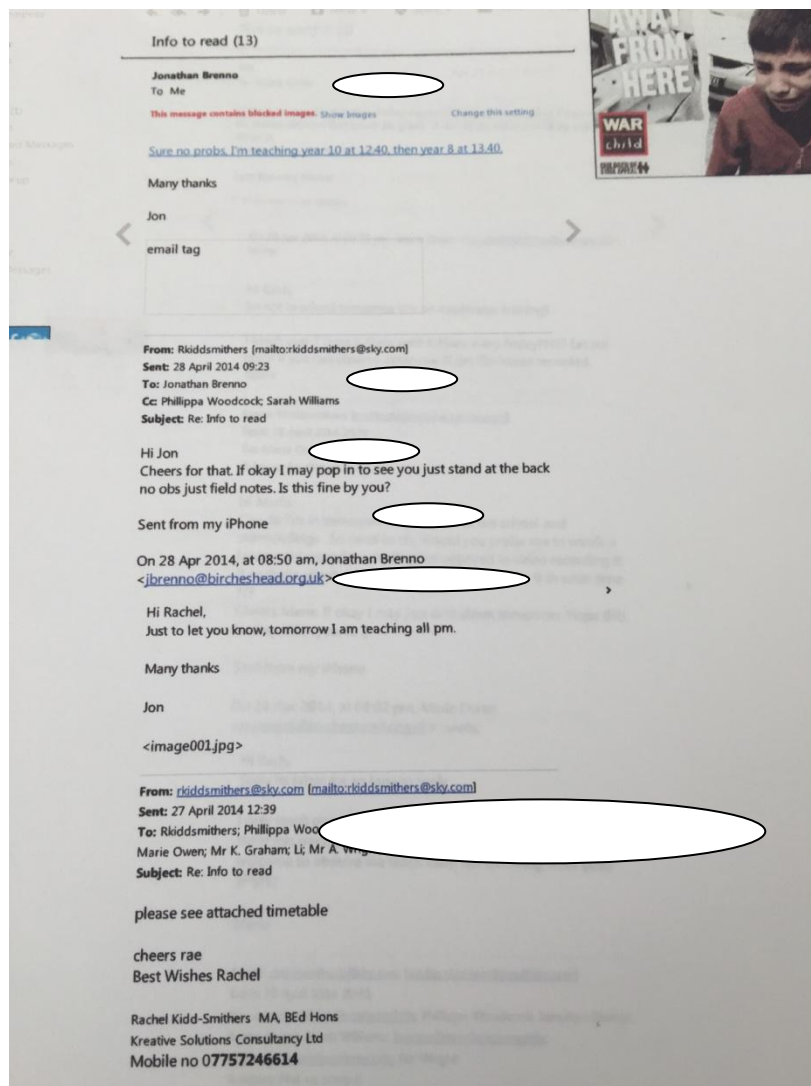 Info to read (13)
AWAY
FROM
HERE
WAR
child
Jonathan Brenno
To Me
This message contains blocked images. Show Images Change this setting
Sure no probs, I'm teaching year 10 at 12.40, then year 8 at 13.40.
Many thanks
Jon
email tag
From: Rkiddsmithers [mailto:rkiddsmithers@sky.com]
Sent: 28 April 2014 09:23
To: Jonathan Brenno
Cc: Phillippa Woodcock; Sarah Williams
Subject: Re: Info to read
Hi Jon
Cheers for that. If okay I may pop in to see you just stand at the back
no obs just field notes. Is this fine by you?
Sent from my iPhone
On 28 Apr 2014, at 08:50 am, Jonathan Brenno
<jbrenno@bircheshead.org.uk>
Hi Rachel,
Just to let you know, tomorrow I am teaching all pm.
Many thanks
Jon
<image001.jpg>
From: rkiddsmithers@sky.com [mailto:rkiddsmithers@sky.com]
Sent: 27 April 2014 12:39
To: Rkiddsmithers; Phillippa
Marie Owen; Mr K. Graham; Li; Mr A.
Subject: Re: Info to read
please see attached timetable
cheers rae
Best Wishes Rachel
Rachel Kidd-Smithers MA, BEd Hons
Kreative Solutions Consultancy Ltd
Mobile no 07757246614